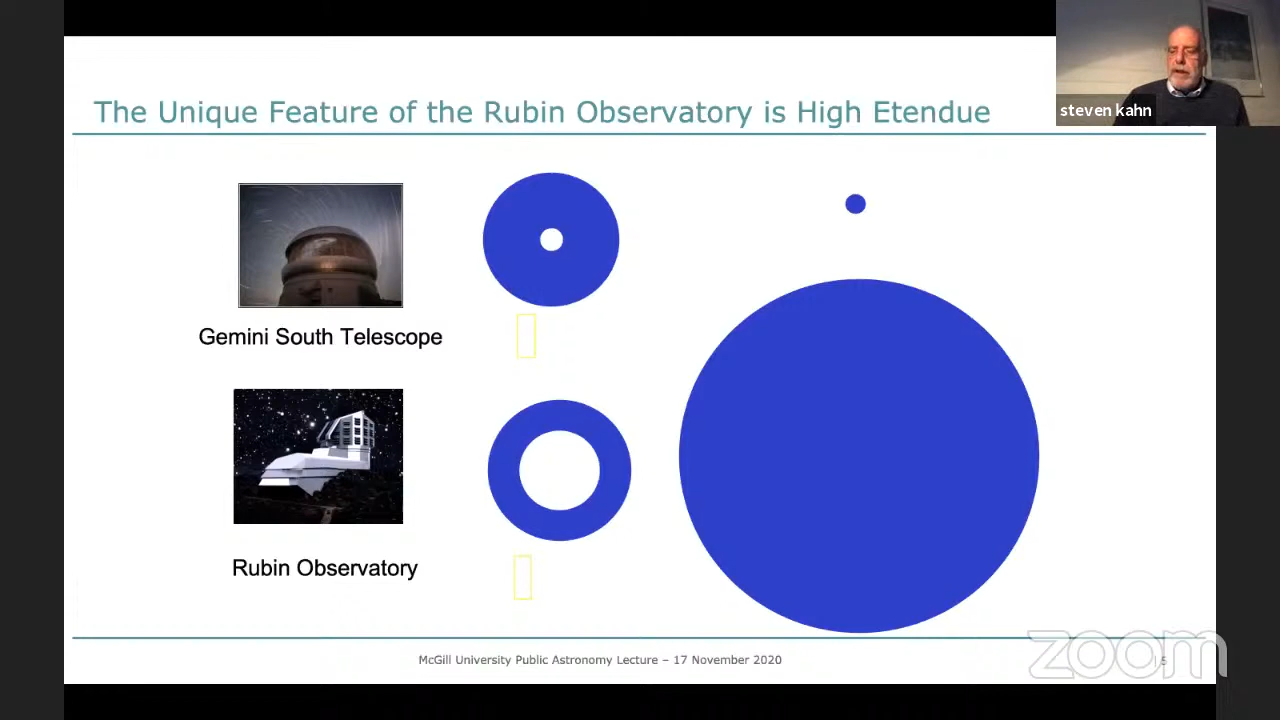 The Unique Feature of the Rubin Observatory is High Etendue
steven kahn
Gemini South Telescope
Rubin Observatory
McGill University Public Astronomy Lecture – 17 November 2020
| 5
zoom